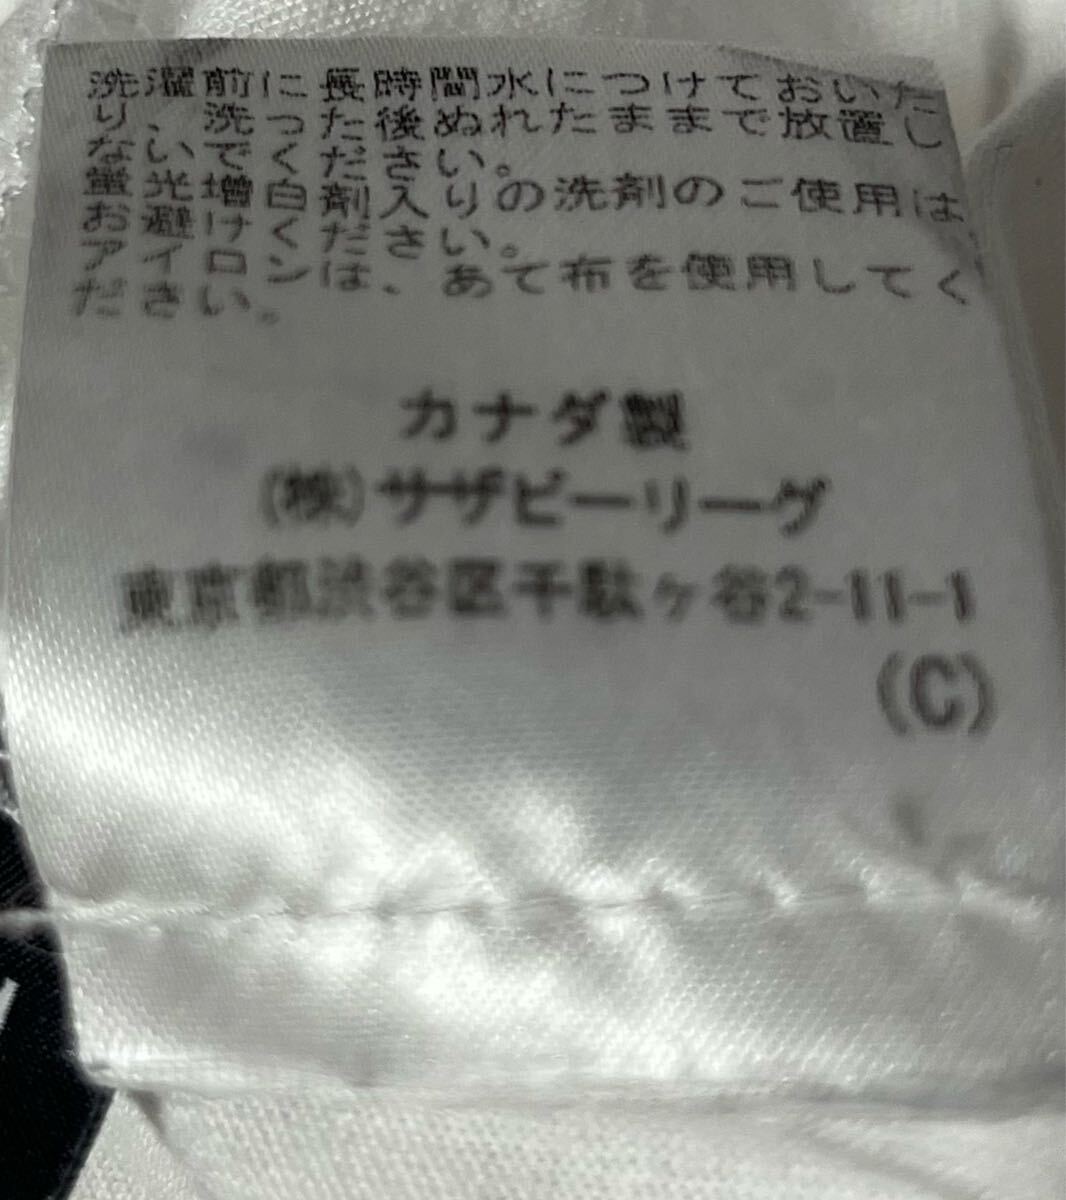 洗濯前に長時間水につけておいた
り、洗った後ぬれたままで放置し
ないでください。
蛍光増白剤入りの洗剤のご使用は、
お避けください。
アイロンは、あて布を使用してく
ださい。
カナダ製
(株)サザビーリーグ
東京都渋谷区千駄ヶ谷2-11-1
(C)